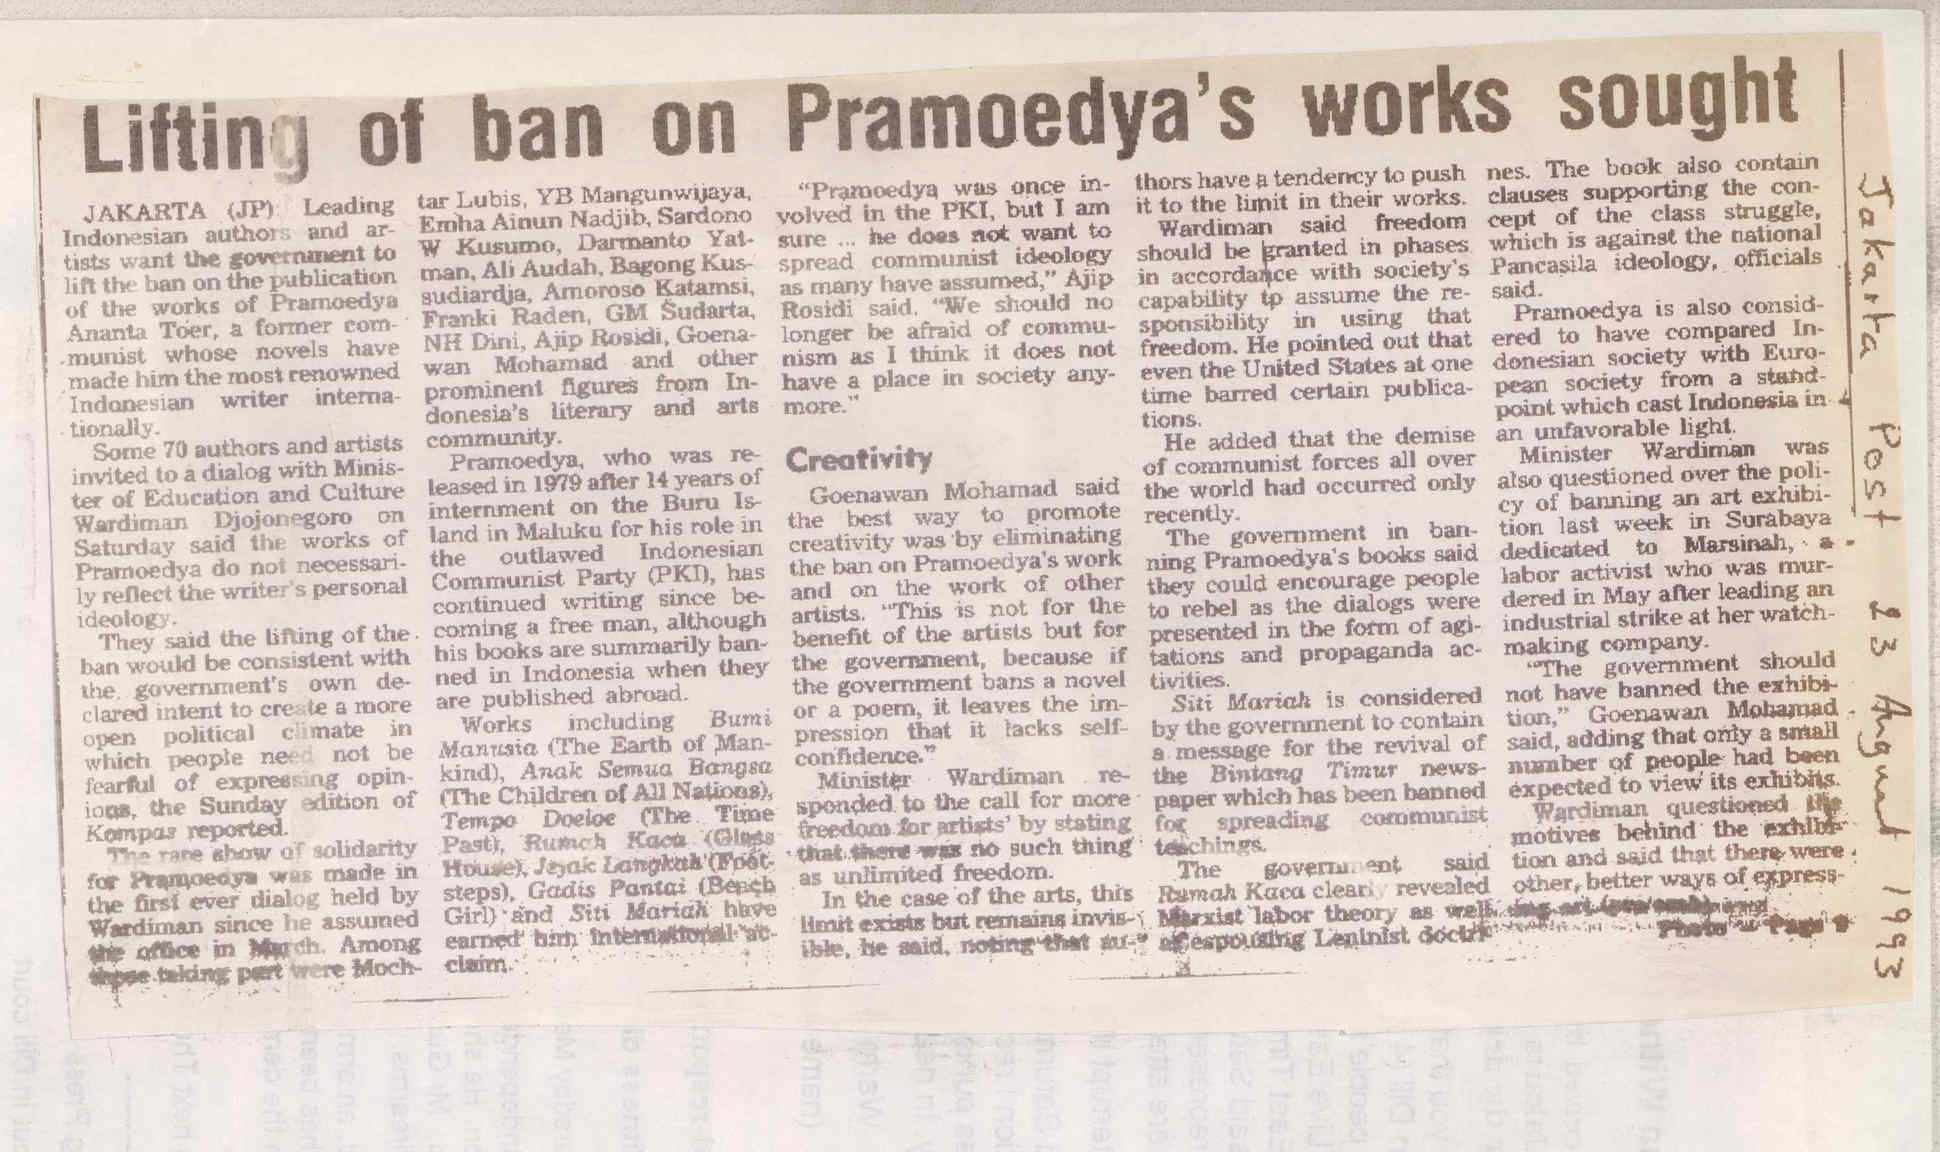 Lifting of ban on Pramoedya's works sought
JAKARTA (JP): Leading
Indonesian authors and ar-
tists want the government to
lift the ban on the publication
of the works of Pramoedya
Ananta Toer, a former com-
munist whose novels have
made him the most renowned
Indonesian writer interna-
tionally.
Some 70 authors and artists
invited to a dialog with Minis-
ter of Education and Culture
Wardiman Djojonegoro on
Saturday said the works of
Pramoedya do not necessari-
ly reflect the writer's personal
ideology.
They said the lifting of the
ban would be consistent with
the government's own de-
clared intent to create a more
open political climate in
which people need not be
fearful of expressing opin-
ions, the Sunday edition of
Kompas reported.
The rare show of solidarity
for Pramoedya was made in
the first ever dialog held by
Wardiman since he assumed
the office in March. Among
those taking part were Moch-
tar Lubis, YB Mangunwijaya,
Emha Ainun Nadjib, Sardono
W Kusumo, Darmanto Yat-
man, Ali Audah, Bagong Kus-
sudiardja, Amoroso Katamsi,
Franki Raden, GM Sudarta,
NH Dini, Ajip Rosidi, Goena-
wan Mohamad and other
prominent figures from In-
donesia's literary and arts
community.
Pramoedya, who was re-
leased in 1979 after 14 years of
internment on the Buru Is-
land in Maluku for his role in
the outlawed Indonesian
Communist Party (PKI), has
continued writing since be-
coming a free man, although
his books are summarily ban-
ned in Indonesia when they
are published abroad.
Works including Bumi
Manusia (The Earth of Man-
kind), Anak Semua Bangsa
(The Children of All Nations),
Tempo Doeloe (The Time
Past), Rumah Kaca (Glass
House), Jejak Langkah (Foot-
steps), Gadis Pantai (Beach
Girl) and Siti Mariah have
earned him international ac-
claim.
"Pramoedya was once in-
volved in the PKI, but I am
sure ... he does not want to
spread communist ideology
as many have assumed," Ajip
Rosidi said. "We should no
longer be afraid of commu-
nism as I think it does not
have a place in society any-
more."
Creativity
Goenawan Mohamad said
the best way to promote
creativity was by eliminating
the ban on Pramoedya's work
and on the work of other
artists. "This is not for the
benefit of the artists but for
the government, because if
the government bans a novel
or a poem, it leaves the im-
pression that it lacks self-
confidence."
Minister Wardiman re-
sponded to the call for more
freedom for artists' by stating
that there was no such thing
as unlimited freedom.
In the case of the arts, this
limit exists but remains invis-
ible, he said, noting that au-
thors have a tendency to push
it to the limit in their works.
Wardiman said freedom
should be granted in phases
in accordance with society's
capability to assume the re-
sponsibility in using that
freedom. He pointed out that
even the United States at one
time barred certain publica-
tions.
He added that the demise
of communist forces all over
the world had occurred only
recently.
The government in ban-
ning Pramoedya's books said
they could encourage people
to rebel as the dialogs were
presented in the form of agi-
tations and propaganda ac-
tivities.
Siti Mariah is considered
by the government to contain
a message for the revival of
the Bintang Timur news-
paper which has been banned
for spreading communist
teachings.
The government said
Rumah Kaca clearly revealed
Marxist labor theory as well
as espousing Leninist doctri-
nes. The book also contain
clauses supporting the con-
cept of the class struggle,
which is against the national
Pancasila ideology, officials
said.
Pramoedya is also consid-
ered to have compared In-
donesian society with Euro-
pean society from a stand-
point which cast Indonesia in
an unfavorable light.
Minister Wardiman was
also questioned over the poli-
cy of banning an art exhibi-
tion last week in Surabaya
dedicated to Marsinah, a
labor activist who was mur-
dered in May after leading an
industrial strike at her watch-
making company.
"The government should
not have banned the exhibi-
tion," Goenawan Mohamad
said, adding that only a small
number of people had been
expected to view its exhibits.
Wardiman questioned the
motives behind the exhibi-
tion and said that there were
other, better ways of express-
ing art
Photo — Page
Jakarta Post 23 August 1993